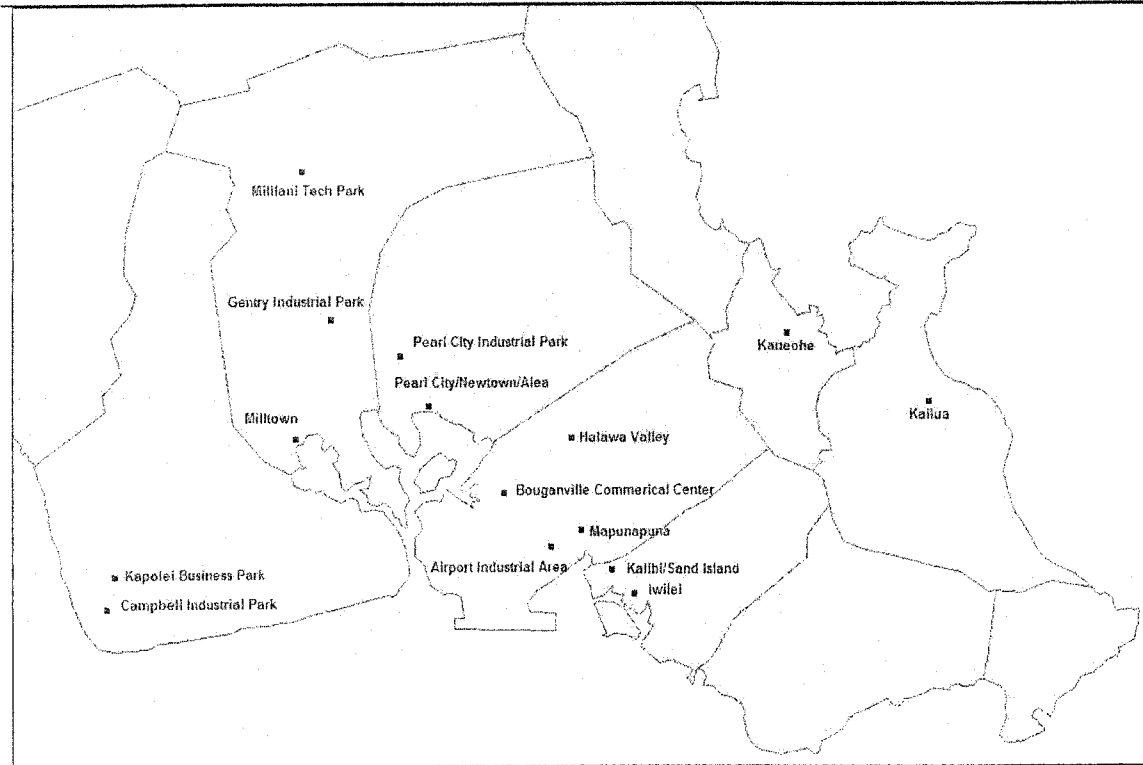 Mililani Tech Park
Gentry Industrial Park
Pearl City Industrial Park
Kaneohe
Pearl City/Newtown/Aiea
Kailua
Milltown
Halawa Valley
Bouganville Commerical Center
Mapunapuna
Airport Industrial Area
Kalihi/Sand Island
Kapolei Business Park
Iwilei
Campbell Industrial Park